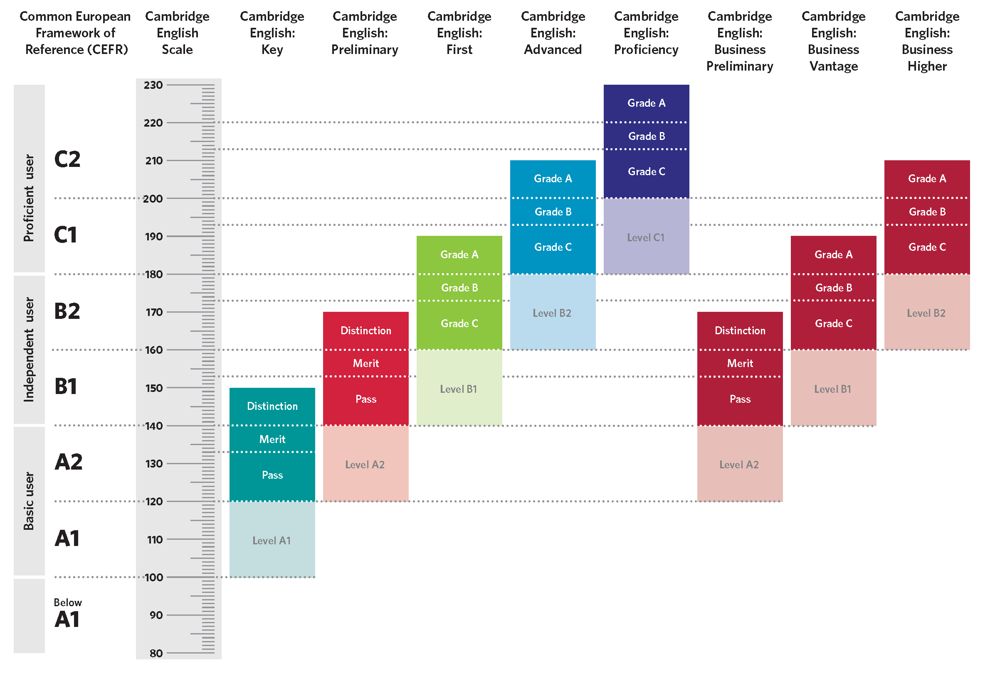 Common European
Framework of
Reference (CEFR)
Cambridge
English
Scale
Cambridge
English:
Key
Cambridge
English:
Preliminary
Cambridge
English:
First
Cambridge
English:
Advanced
Cambridge
English:
Proficiency
Cambridge
English:
Business
Preliminary
Cambridge
English:
Business
Vantage
Cambridge
English:
Business
Higher
Proficient user
Independent user
Basic user
C2
C1
B2
B1
A2
A1
Below
A1
230
220
210
200
190
180
170
160
150
140
130
120
110
100
90
80
Distinction
Merit
Pass
Level A1
Distinction
Merit
Pass
Level A2
Grade A
Grade B
Grade C
Level B1
Grade A
Grade B
Grade C
Level B2
Grade A
Grade B
Grade C
Level C1
Distinction
Merit
Pass
Level A2
Grade A
Grade B
Grade C
Level B1
Grade A
Grade B
Grade C
Level B2